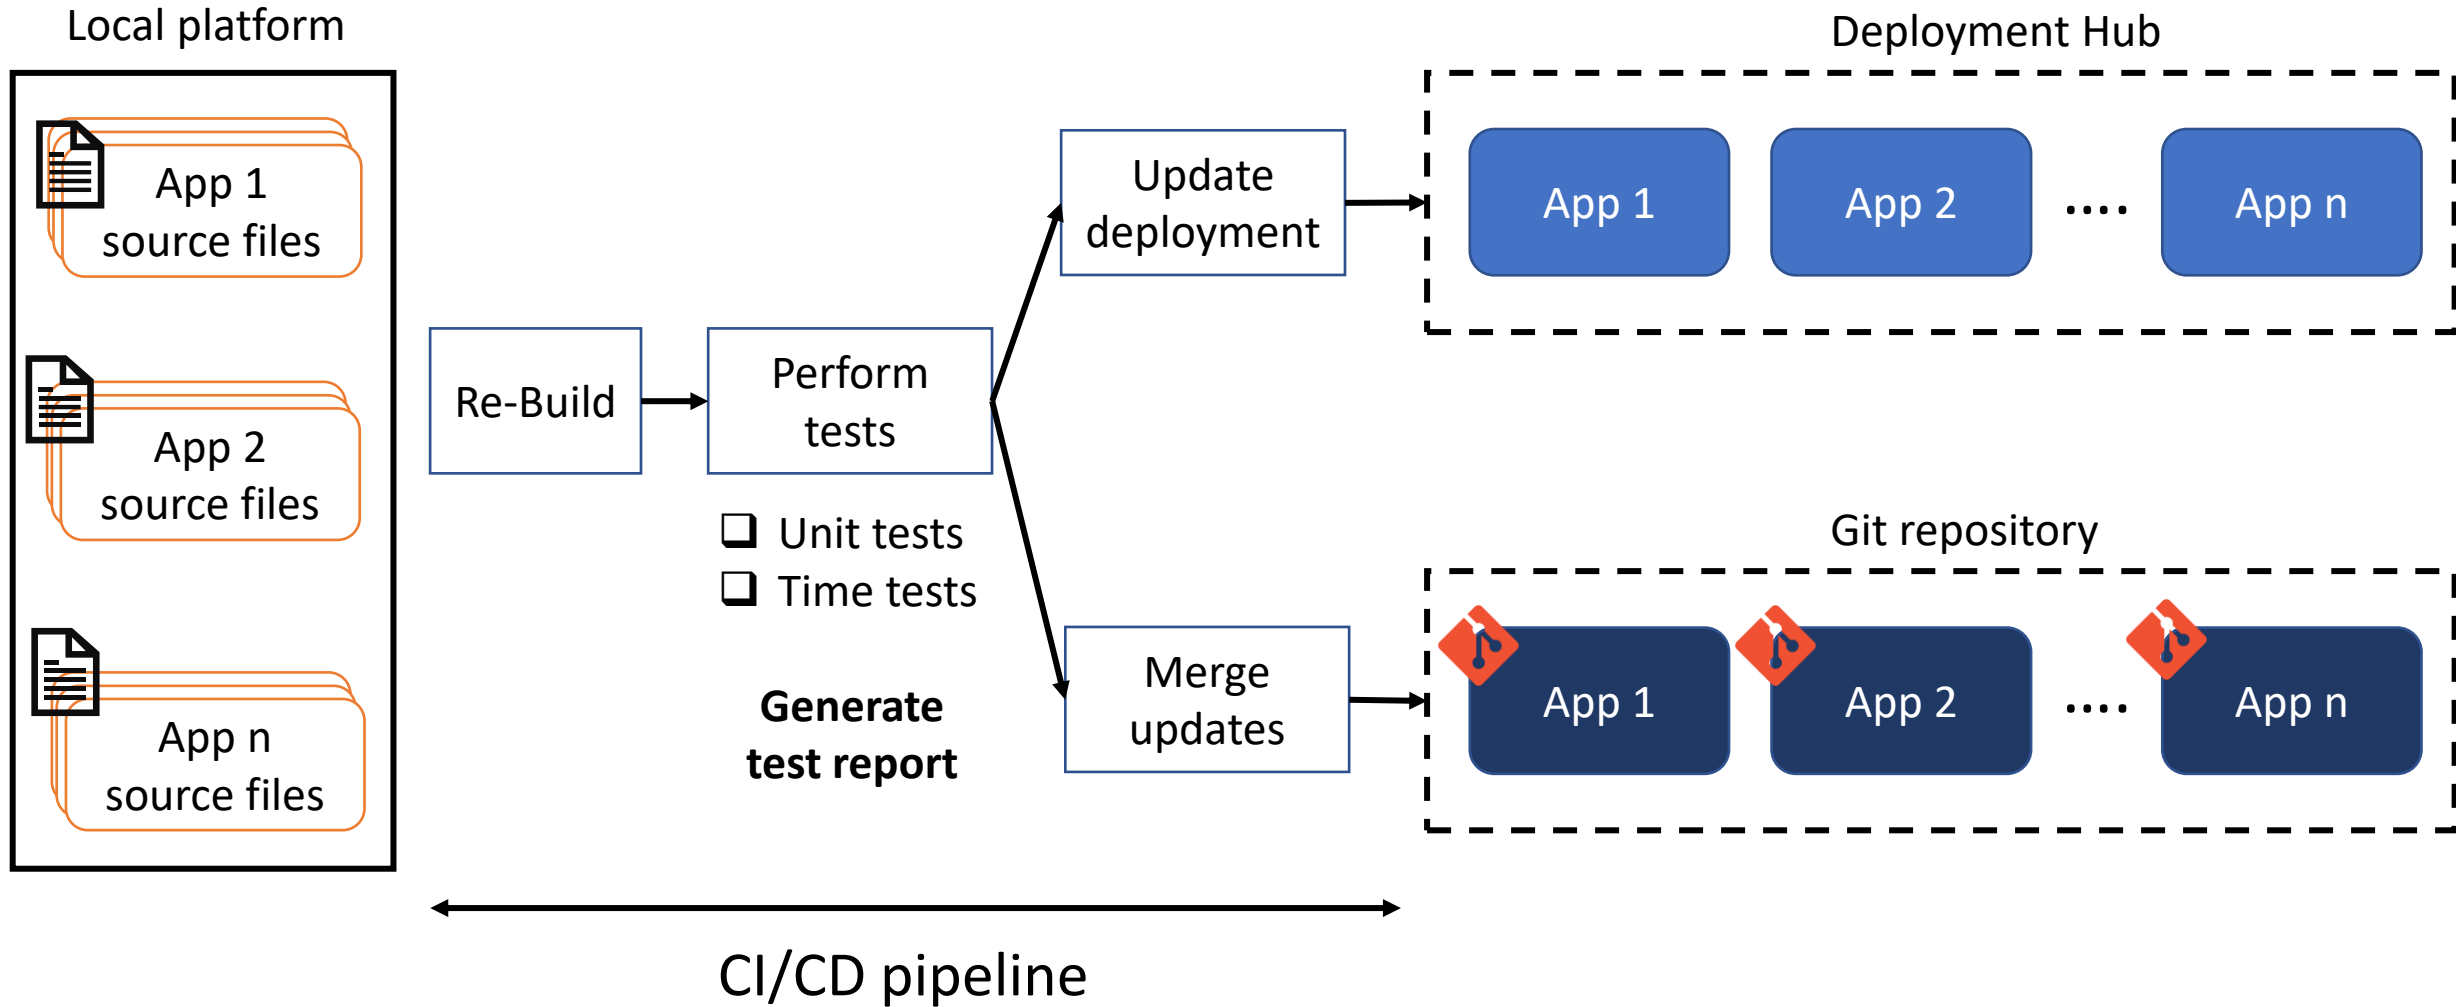 Local platform
App 1
source files
App 2
source files
App n
source files
Re-Build
Perform
tests
Unit tests
Time tests
Generate
test report
Update
deployment
Merge
updates
CI/CD pipeline
Deployment Hub
App 1
App 2
....
App n
Git repository
App 1
App 2
....
App n